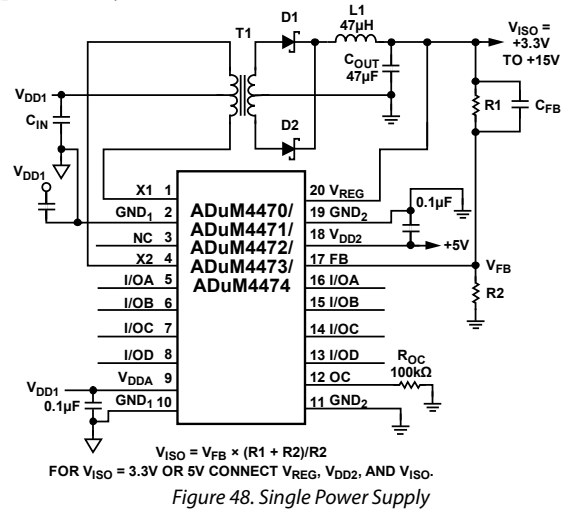 D1
L1
47µH
T1
V_ISO =
+3.3V
TO +15V
C_OUT
47µF
R1
C_FB
V_DD1
C_IN
D2
V_DD1
X1 1
GND₁ 2
NC 3
X2 4
I/OA 5
I/OB 6
I/OC 7
I/OD 8
V_DDA 9
GND₁ 10
ADuM4470/
ADuM4471/
ADuM4472/
ADuM4473/
ADuM4474
20 V_REG
19 GND₂
18 V_DD2
17 FB
16 I/OA
15 I/OB
14 I/OC
13 I/OD
12 OC
11 GND₂
0.1µF
+5V
V_FB
R2
R_OC
100kΩ
V_DD1
0.1µF
V_ISO = V_FB × (R1 + R2)/R2
FOR V_ISO = 3.3V OR 5V CONNECT V_REG, V_DD2, AND V_ISO.
Figure 48. Single Power Supply